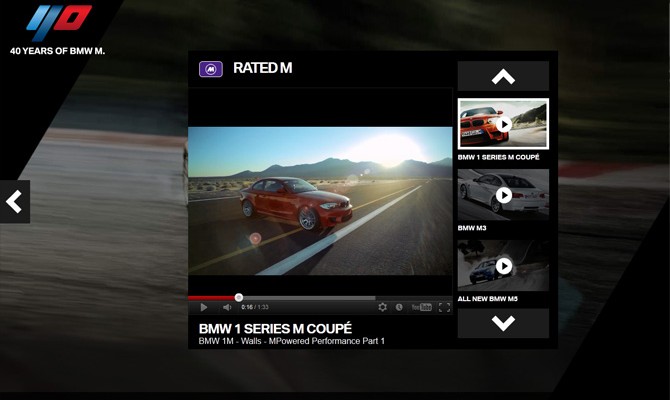 40 YEARS OF BMW M.
M
RATED M
BMW 1 SERIES M COUPÉ
BMW M3
ALL NEW BMW M5
0:16 / 1:33
YouTube
BMW 1 SERIES M COUPÉ
BMW 1M - Walls - MPowered Performance Part 1